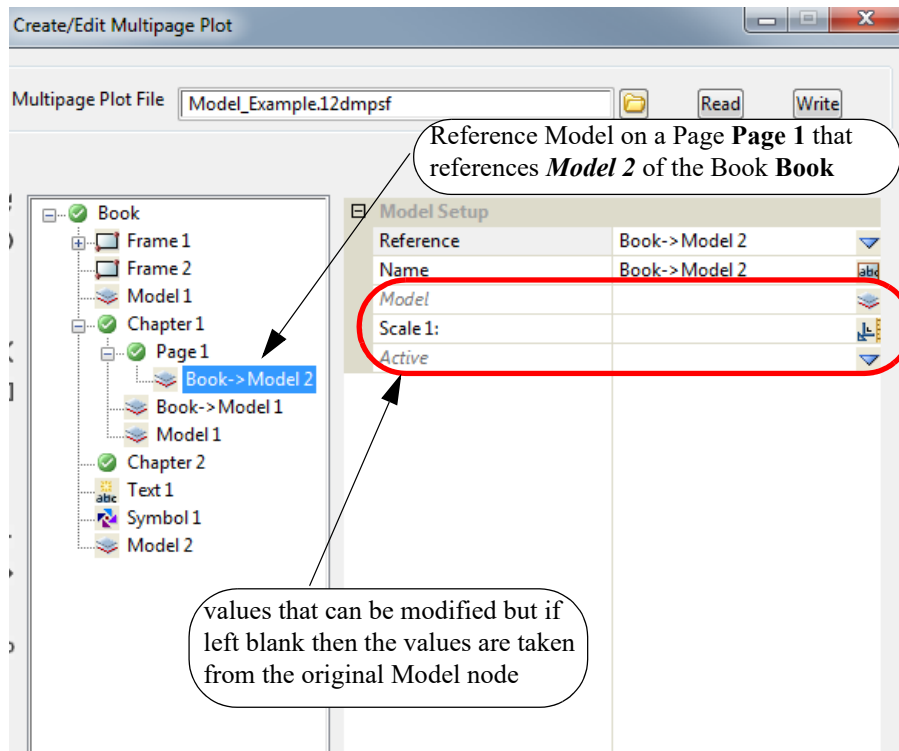 Create/Edit Multipage Plot
Multipage Plot File
Model_Example.12dmpsf
Read
Write
Reference Model on a Page Page 1 that
references Model 2 of the Book Book
Book
Frame 1
Frame 2
Model 1
Chapter 1
Page 1
Book->Model 2
Book->Model 1
Model 1
Chapter 2
abc
Text 1
Symbol 1
Model 2
Model Setup
Reference
Book->Model 2
Name
Book->Model 2
abc
Model
Scale 1:
Active
values that can be modified but if
left blank then the values are taken
from the original Model node